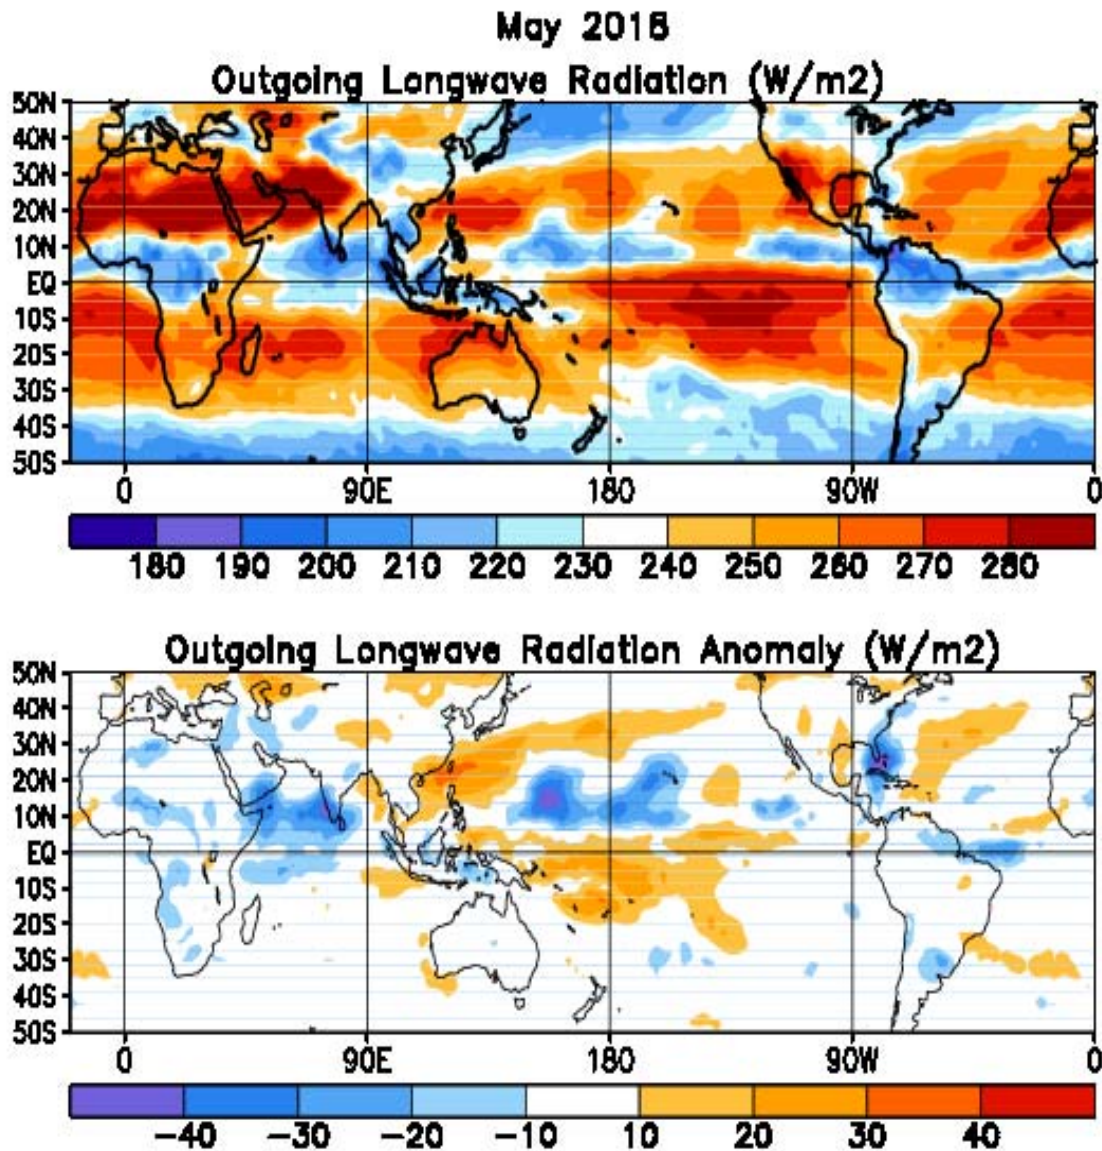 May 2018
Outgoing Longwave Radiation (W/m2)
50N
40N
30N
20N
10N
EQ
10S
20S
30S
40S
50S
0 90E 180 90W 0
180 190 200 210 220 230 240 250 260 270 280
Outgoing Longwave Radiation Anomaly (W/m2)
50N
40N
30N
20N
10N
EQ
10S
20S
30S
40S
50S
0 90E 180 90W 0
-40 -30 -20 -10 10 20 30 40